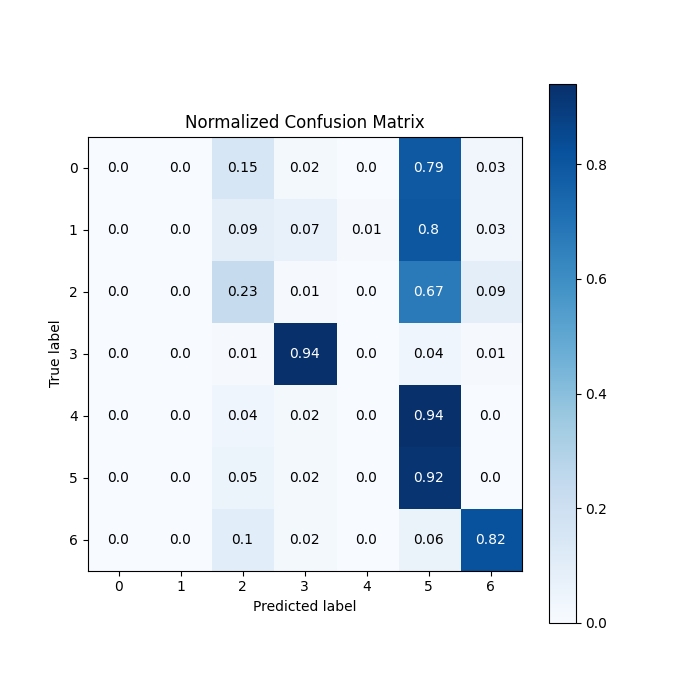 Normalized Confusion Matrix
0 0.0 0.0 0.15 0.02 0.0 0.79 0.03
1 0.0 0.0 0.09 0.07 0.01 0.8 0.03
2 0.0 0.0 0.23 0.01 0.0 0.67 0.09
3 0.0 0.0 0.01 0.94 0.0 0.04 0.01
4 0.0 0.0 0.04 0.02 0.0 0.94 0.0
5 0.0 0.0 0.05 0.02 0.0 0.92 0.0
6 0.0 0.0 0.1 0.02 0.0 0.06 0.82
0 1 2 3 4 5 6
Predicted label
True label
0.8
0.6
0.4
0.2
0.0